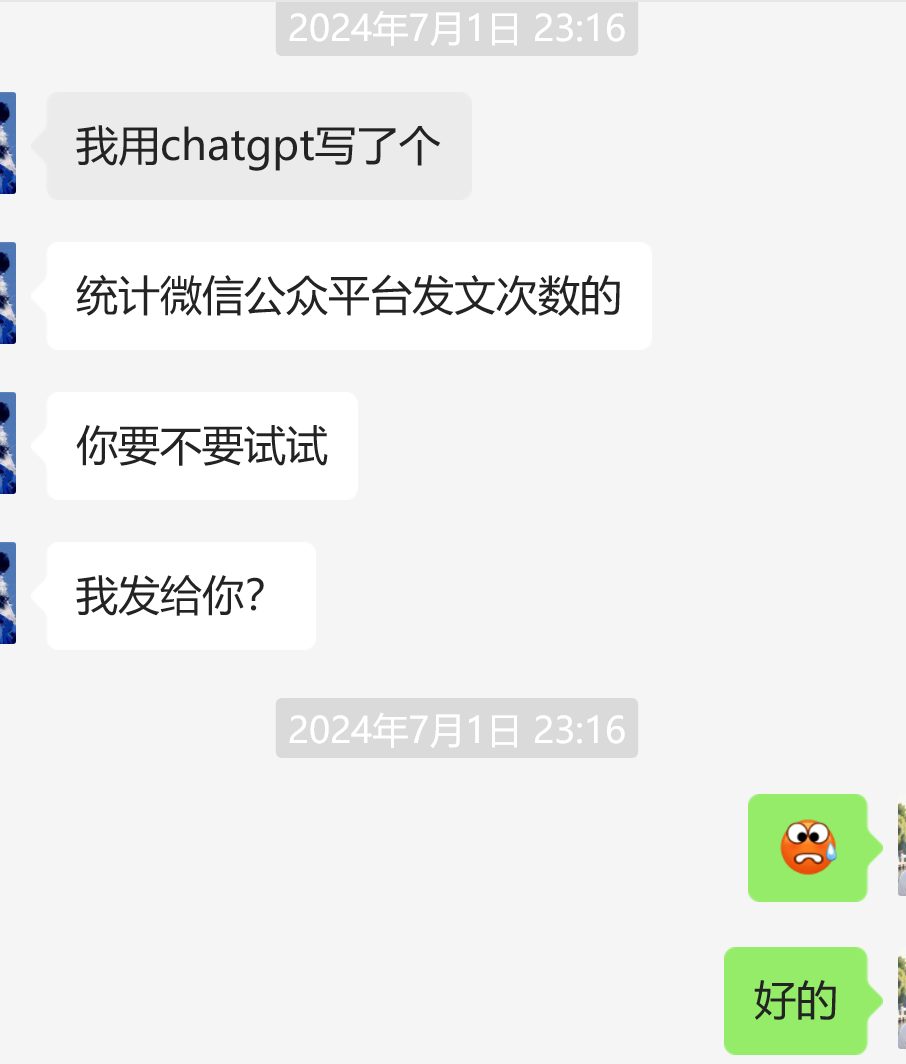 2024年7月1日 23:16
我用chatgpt写了个
统计微信公众平台发文次数的
你要不要试试
我发给你？
2024年7月1日 23:16
好的